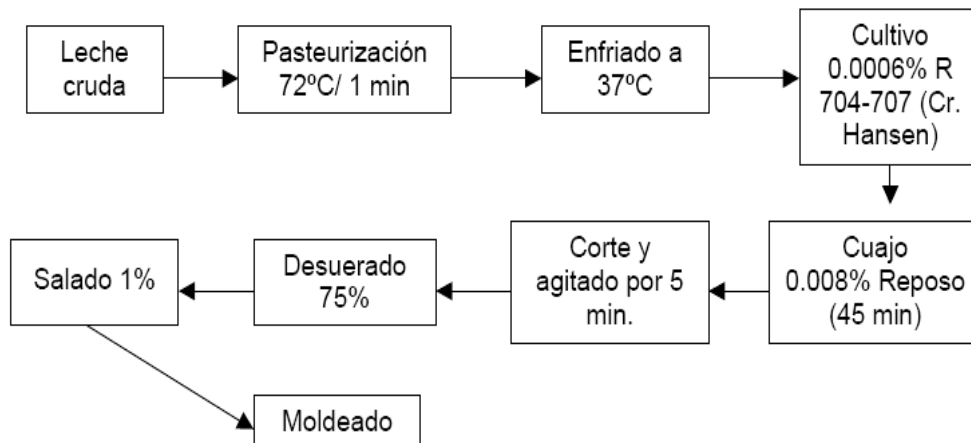 Leche
cruda
Pasteurización
72ºC/ 1 min
Enfriado a
37ºC
Cultivo
0.0006% R
704-707 (Cr.
Hansen)
Cuajo
0.008% Reposo
(45 min)
Corte y
agitado por 5
min.
Desuerado
75%
Salado 1%
Moldeado